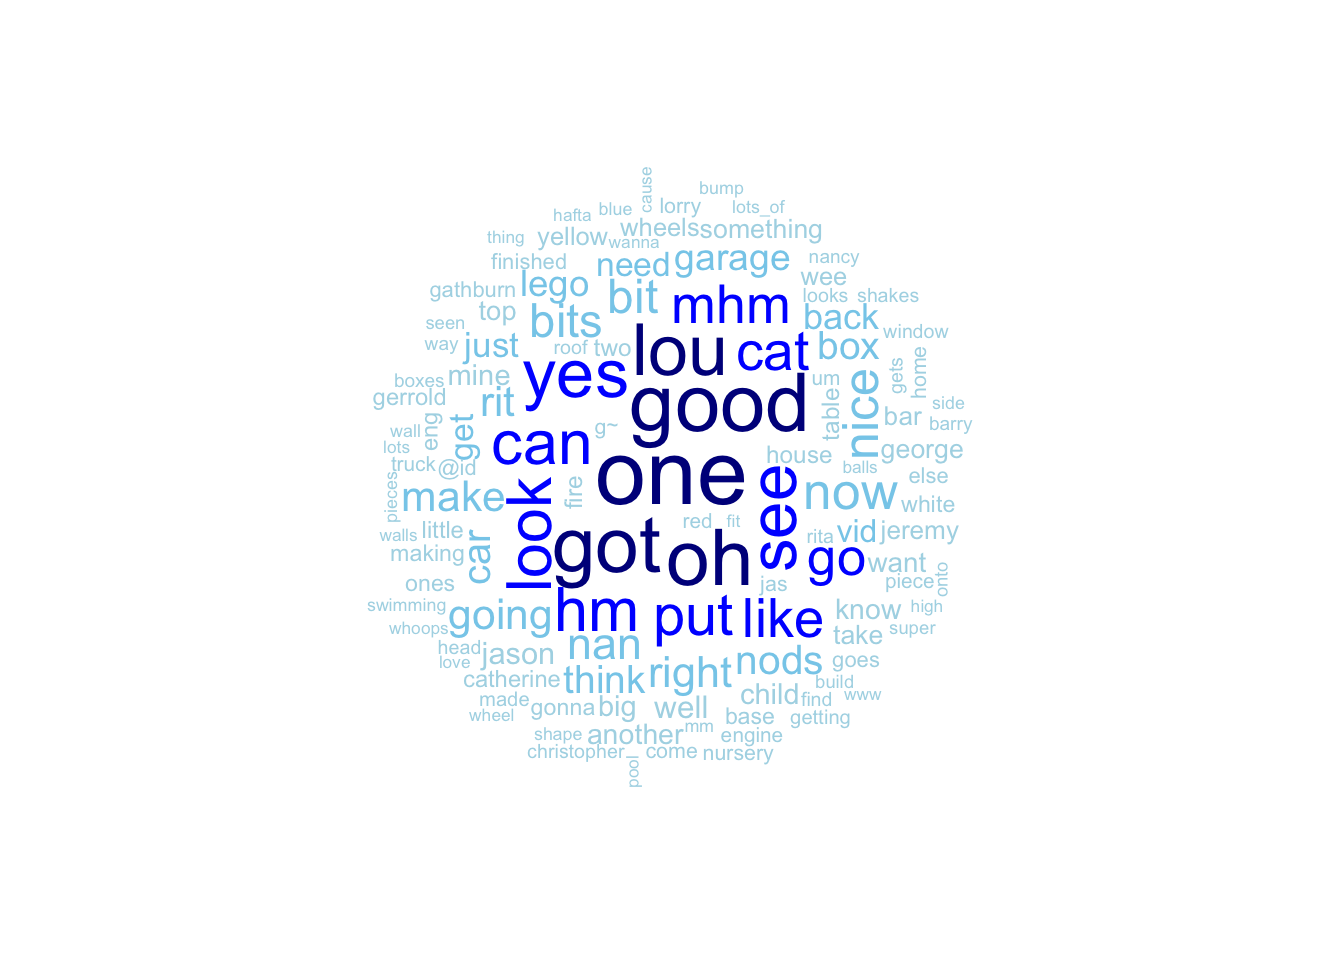 cause
bump
hafta
blue
lorry
lots_of
thing
yellow
wheels
something
wanna
finished
need
garage
nancy
gathburn
lego
bit
mhm
wee
looks
shakes
seen
top
bits
back
window
way
just
roof
two
lou
cat
box
boxes
mine
yes
good
um
gets
home
gerrold
rit
table
nice
bar
side
barry
wall
eng
get
can
g~
george
lots
truck
@id
house
balls
else
pieces
make
look
fire
one
see
now
white
walls
little
car
got
red
fit
oh
rita
vid
jeremy
making
go
want
ones
jas
piece
onto
swimming
going
hm
put
like
know
high
whoops
nan
take
super
head
jason
right
nods
goes
love
catherine
think
child
build
www
made
find
wheel
gonna
big
well
base
getting
shape
another
mm
engine
christopher
come
nursery
pool